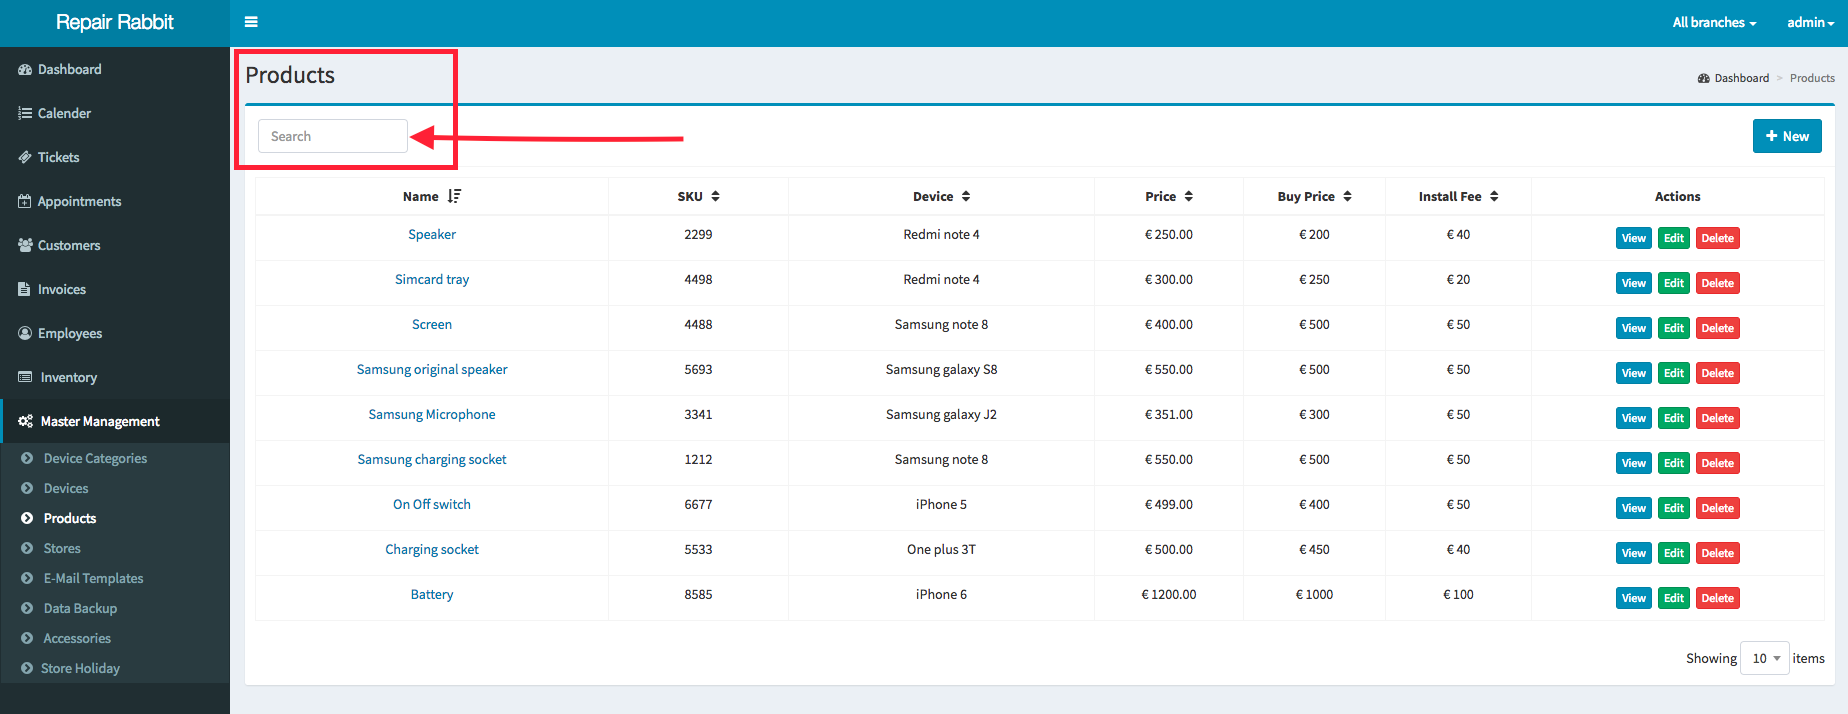 Repair Rabbit
All branches
admin
Dashboard
Calender
Tickets
Appointments
Customers
Invoices
Employees
Inventory
Master Management
Device Categories
Devices
Products
Stores
E-Mail Templates
Data Backup
Accessories
Store Holiday
Products
Dashboard > Products
Search
+ New
Name SKU Device Price Buy Price Install Fee Actions
Speaker 2299 Redmi note 4 € 250.00 € 200 € 40 View Edit Delete
Simcard tray 4498 Redmi note 4 € 300.00 € 250 € 20 View Edit Delete
Screen 4488 Samsung note 8 € 400.00 € 500 € 50 View Edit Delete
Samsung original speaker 5693 Samsung galaxy S8 € 550.00 € 500 € 50 View Edit Delete
Samsung Microphone 3341 Samsung galaxy J2 € 351.00 € 300 € 50 View Edit Delete
Samsung charging socket 1212 Samsung note 8 € 550.00 € 500 € 50 View Edit Delete
On Off switch 6677 iPhone 5 € 499.00 € 400 € 50 View Edit Delete
Charging socket 5533 One plus 3T € 500.00 € 450 € 40 View Edit Delete
Battery 8585 iPhone 6 € 1200.00 € 1000 € 100 View Edit Delete
Showing 10 items